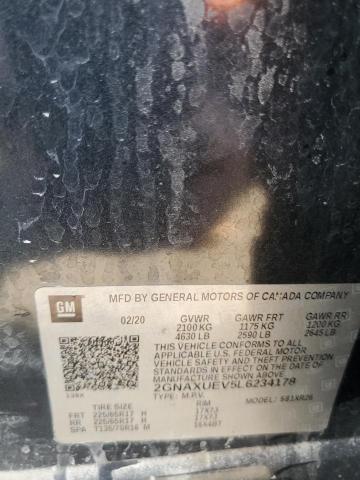 GM
MFD BY GENERAL MOTORS OF CANADA COMPANY
02/20 GVWR GAWR FRT GAWR RR
2100 KG 1175 KG 1200 KG
4630 LB 2590 LB 2645 LB
THIS VEHICLE CONFORMS TO ALL
APPLICABLE U.S. FEDERAL MOTOR
VEHICLE SAFETY AND THEFT PREVENTION
STANDARDS IN EFFECT ON THE DATE OF
MANUFACTURE SHOWN ABOVE.
2GNAXUEV5L6234178
TYPE: M.P.V. MODEL:
TIRE SIZE RIM
FRT 225/65R17 H 17X7J
RR 225/65R17 H 17X7J
SPA T135/70R16 M 16X4BT